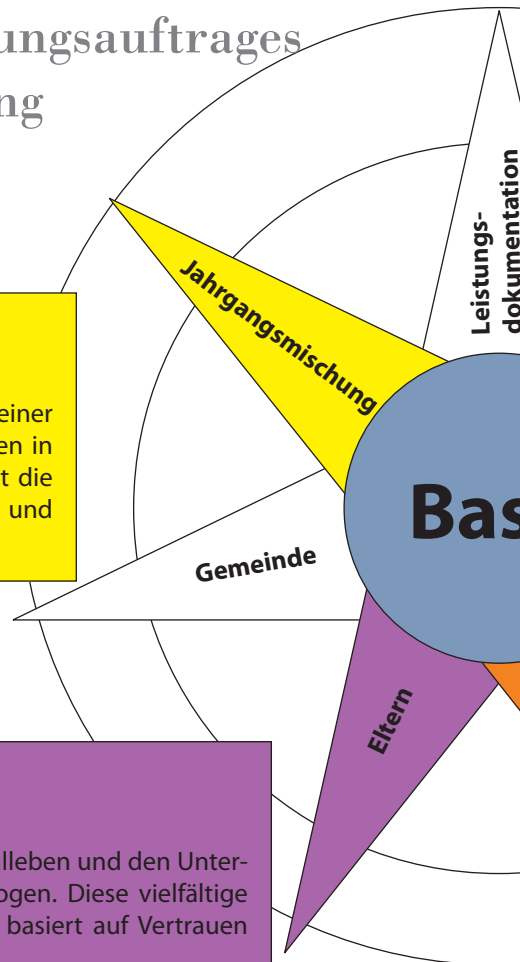 ungsauftrages
ng
Leistungs-
dokumentation
Jahrgangsmischung
einer
en in
t die
und
Bas
Gemeinde
Eltern
lleben und den Unter-
ogen. Diese vielfältige
basiert auf Vertrauen